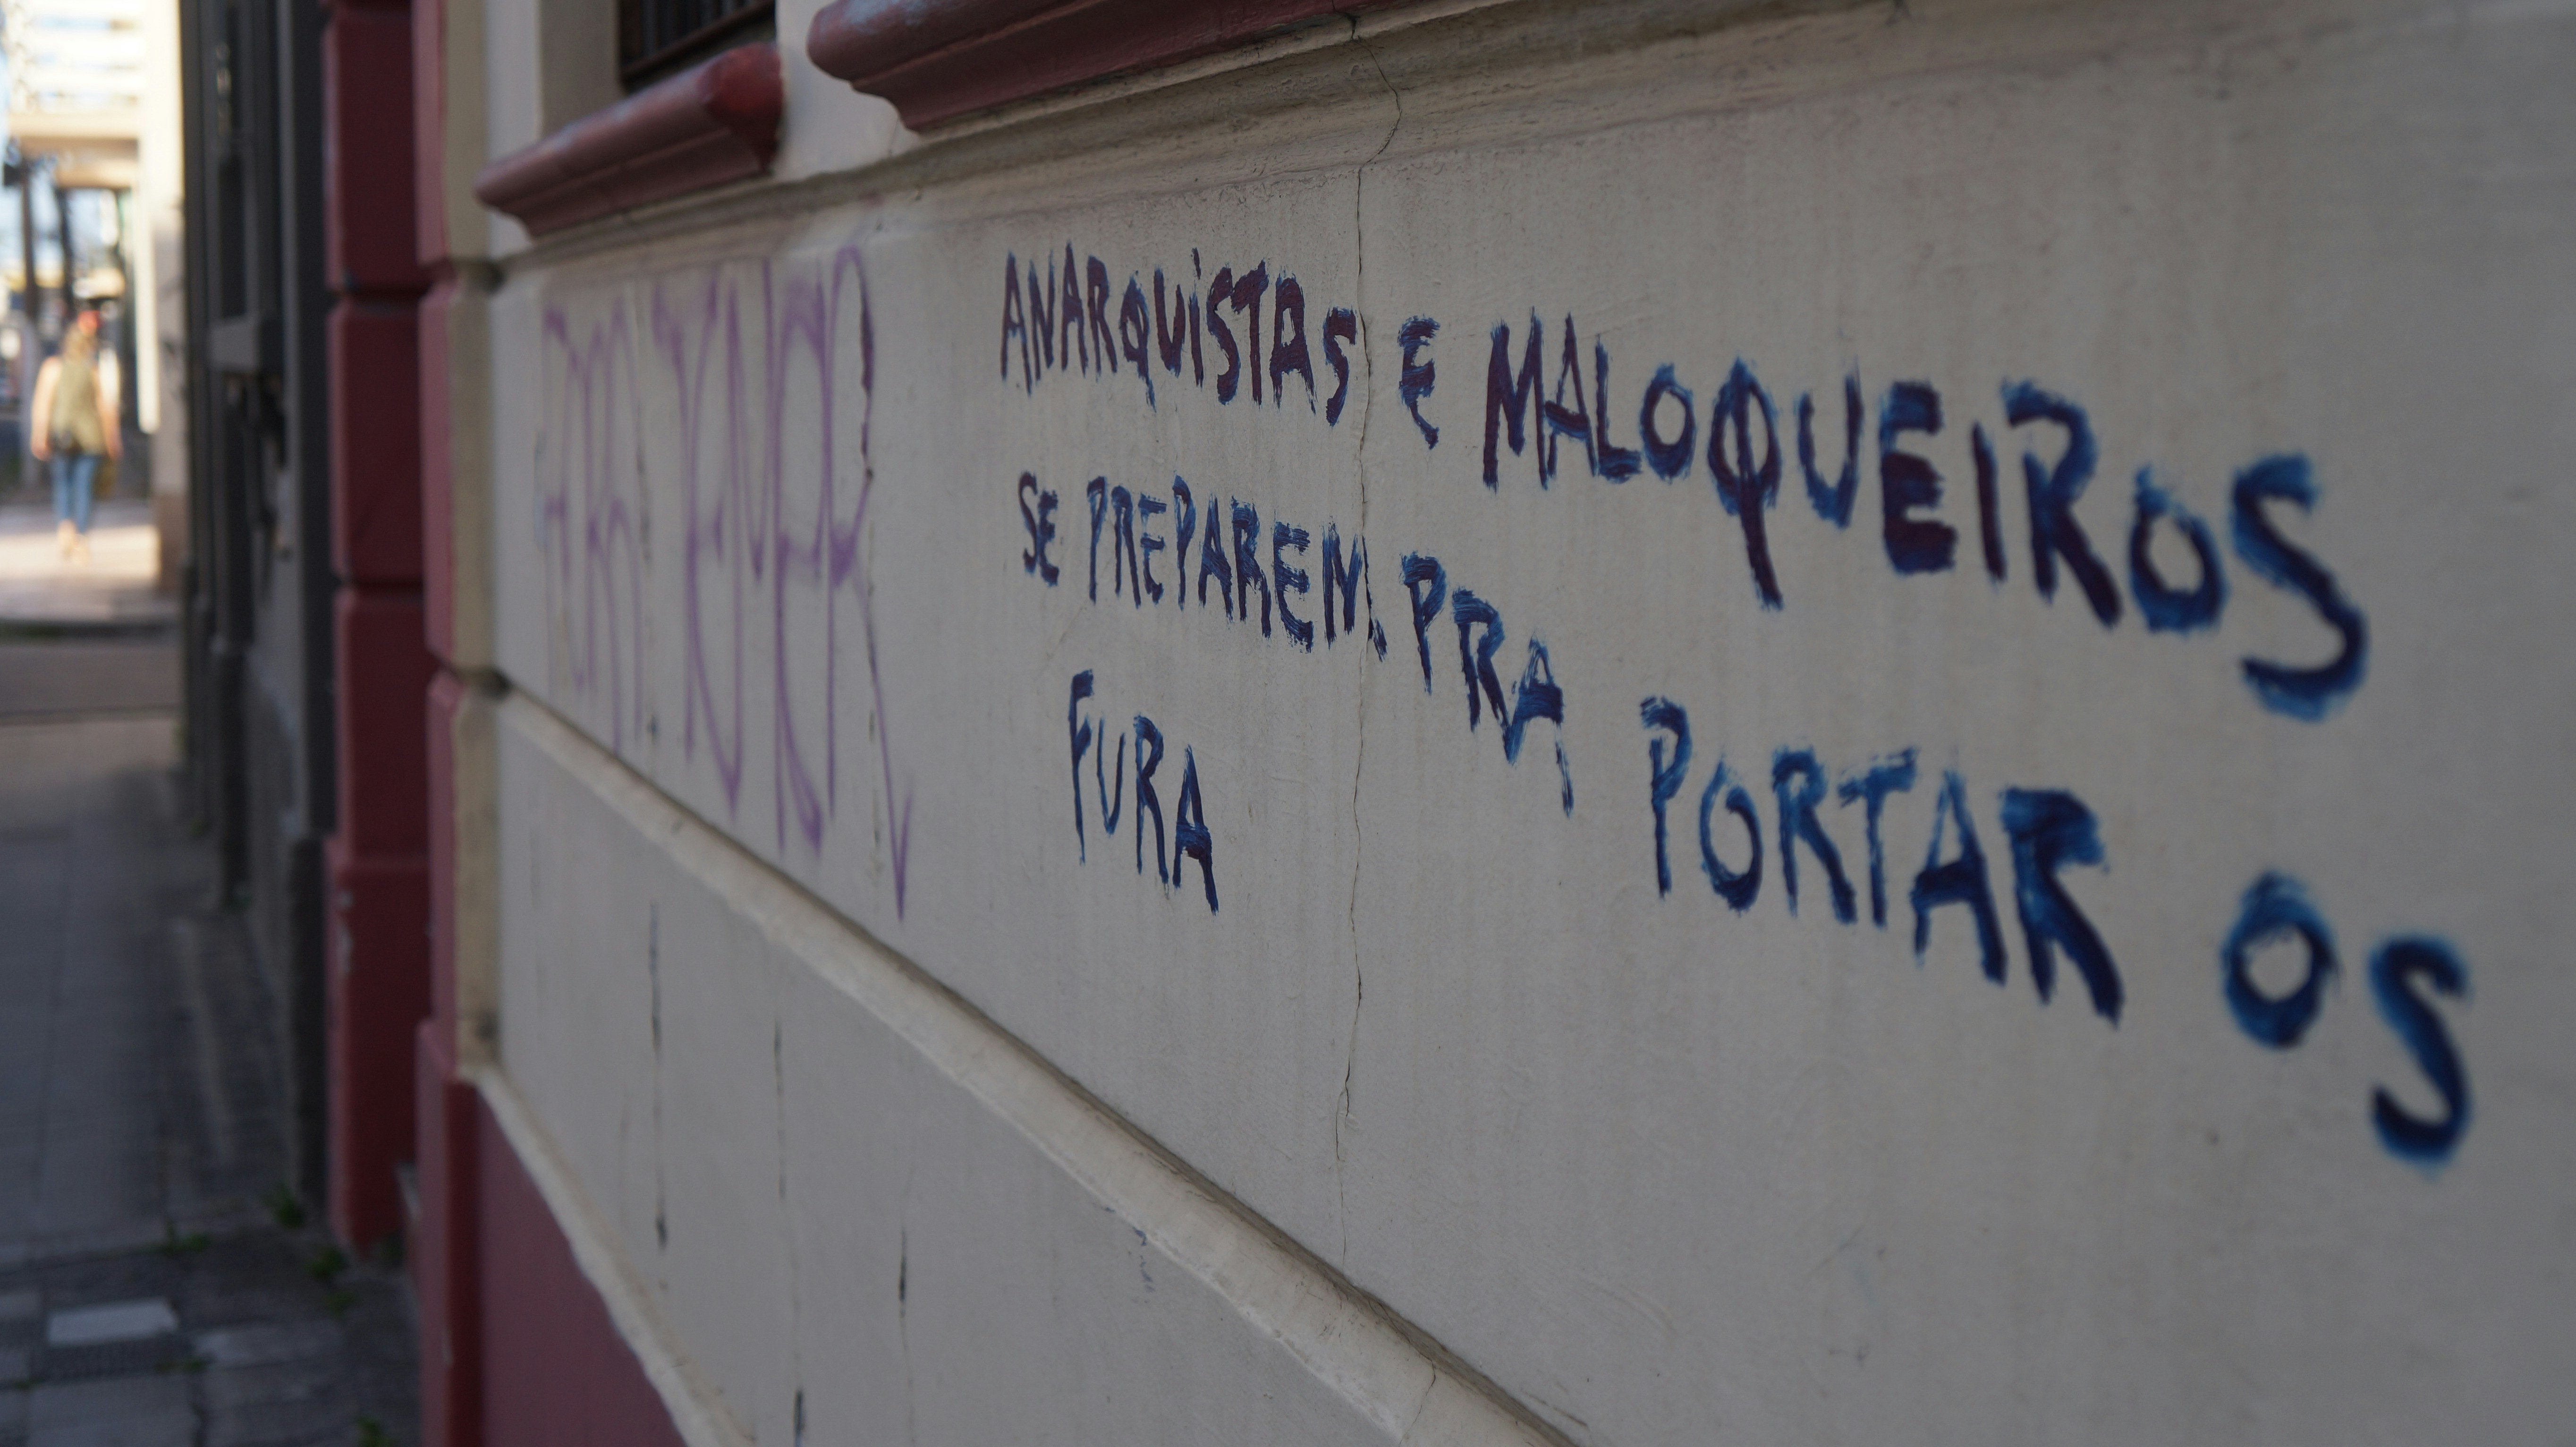 FORA TEMER
ANARQUiSTAS E MALOQUEIROS
SE PREPAREM PRA PORTAR OS
FURA